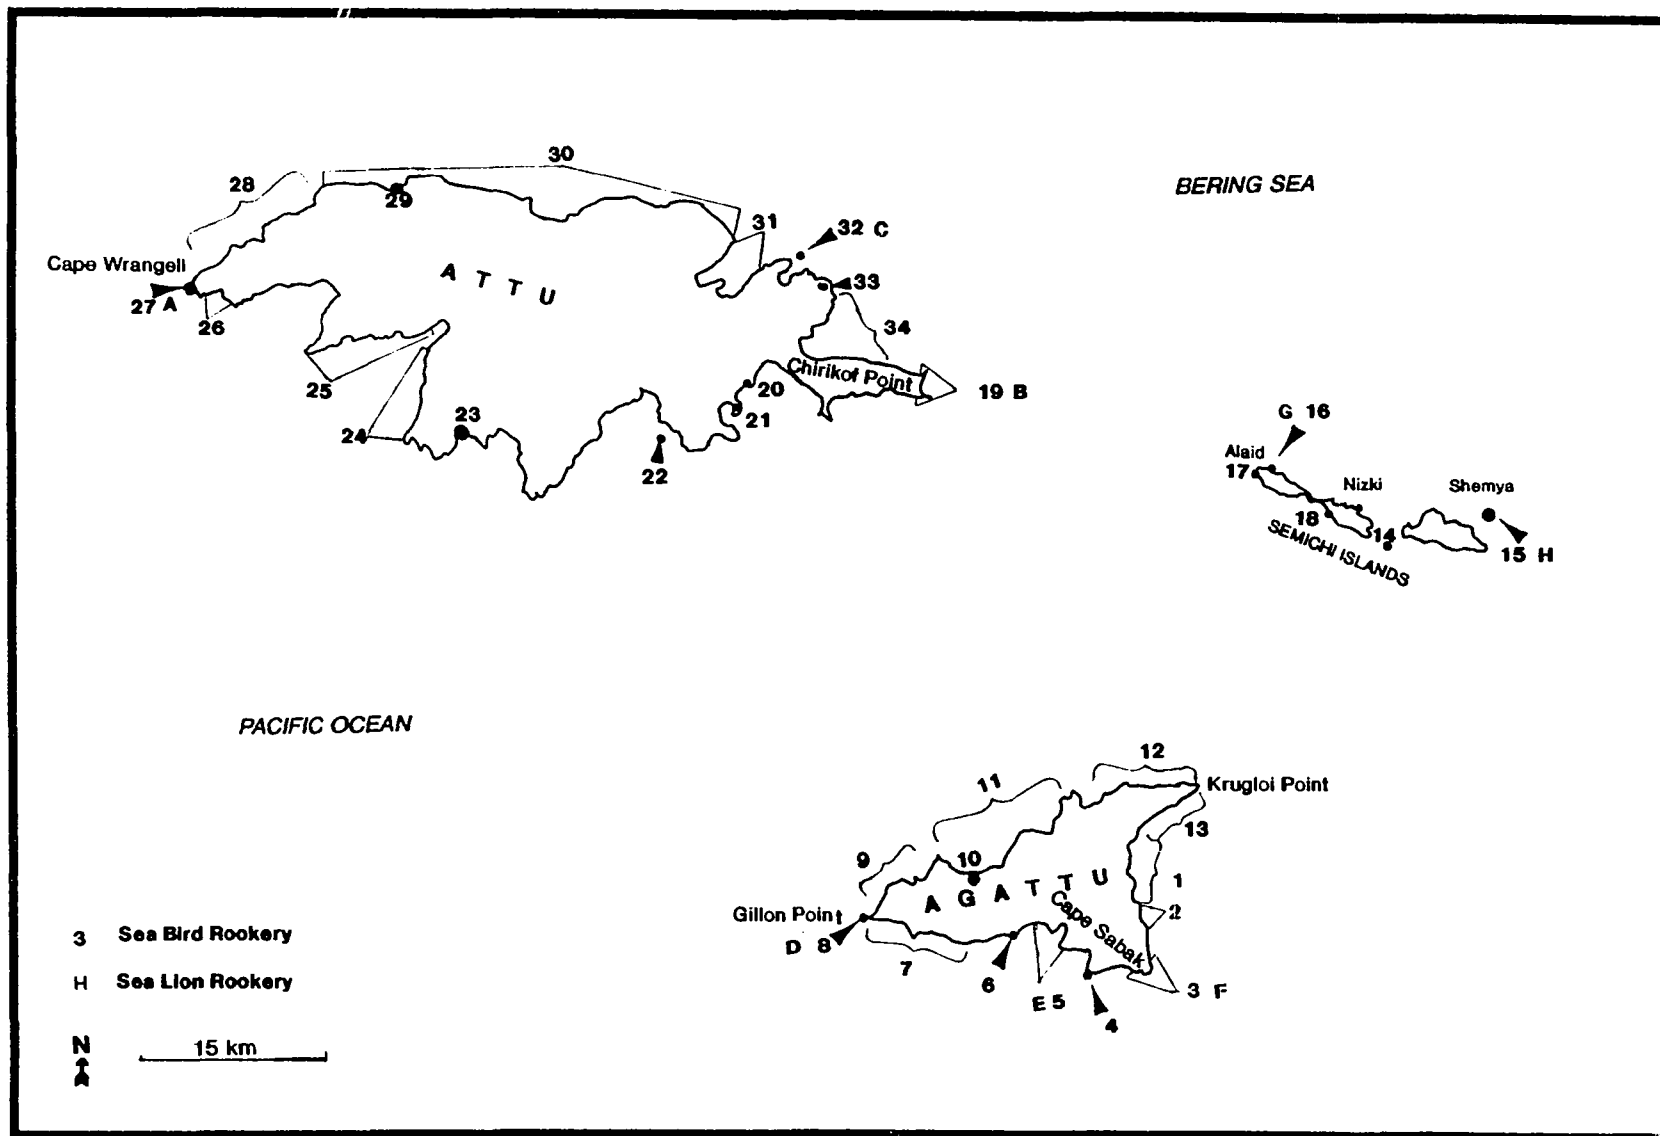 30
28
29
BERING SEA
31
32 C
Cape Wrangell
ATTU
27 A
26
33
34
25
Chirikof Point
19 B
20
21
24
23
22
G 16
Alaid
17
Nizki
Shemya
18
14
SEMICHI ISLANDS
15 H
PACIFIC OCEAN
12
11
Krugloi Point
13
9
10
AGATTU
1
2
Cape Sabak
Gillon Point
D 8
7
6
E 5
4
3 F
3 Sea Bird Rookery
H Sea Lion Rookery
N
15 km